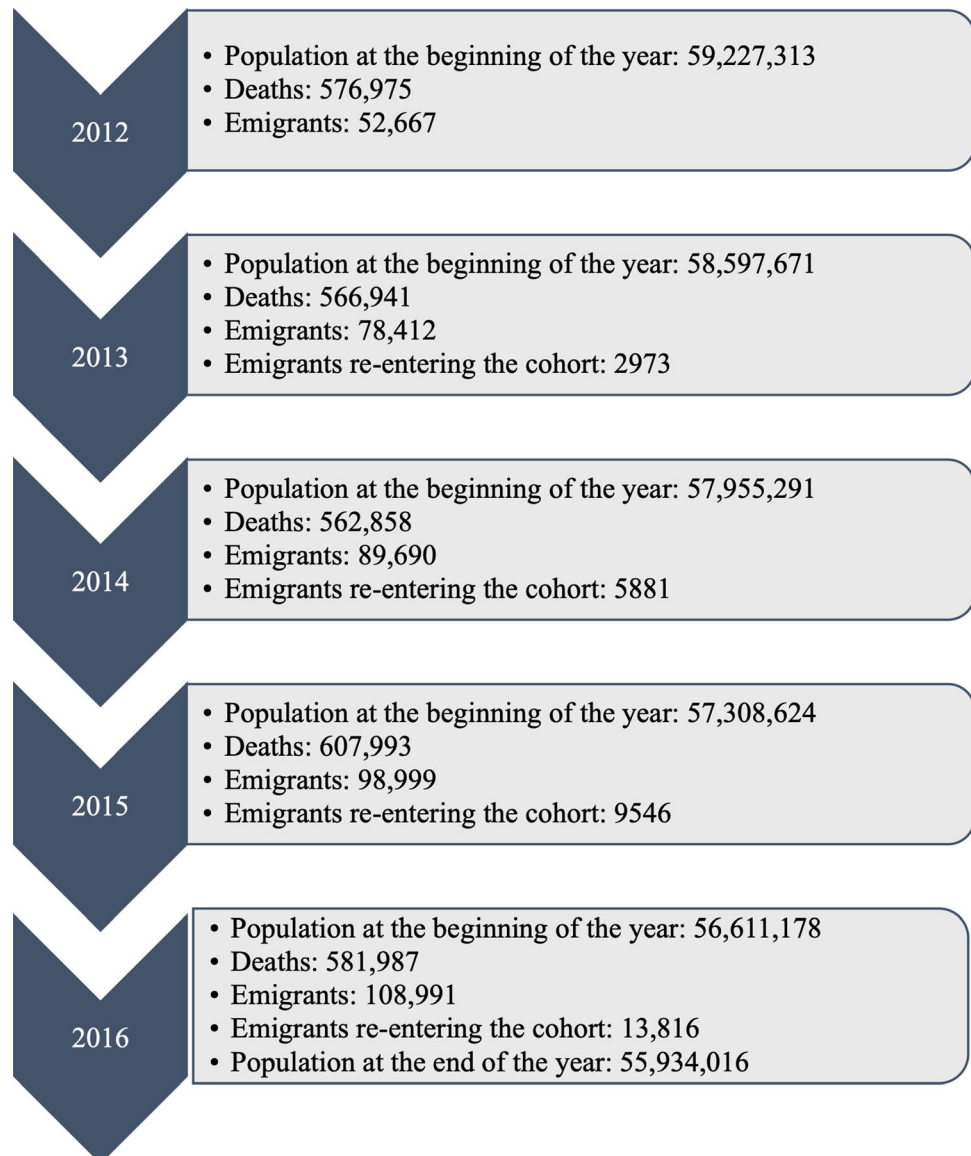 2012
• Population at the beginning of the year: 59,227,313
• Deaths: 576,975
• Emigrants: 52,667
2013
• Population at the beginning of the year: 58,597,671
• Deaths: 566,941
• Emigrants: 78,412
• Emigrants re-entering the cohort: 2973
2014
• Population at the beginning of the year: 57,955,291
• Deaths: 562,858
• Emigrants: 89,690
• Emigrants re-entering the cohort: 5881
2015
• Population at the beginning of the year: 57,308,624
• Deaths: 607,993
• Emigrants: 98,999
• Emigrants re-entering the cohort: 9546
2016
• Population at the beginning of the year: 56,611,178
• Deaths: 581,987
• Emigrants: 108,991
• Emigrants re-entering the cohort: 13,816
• Population at the end of the year: 55,934,016